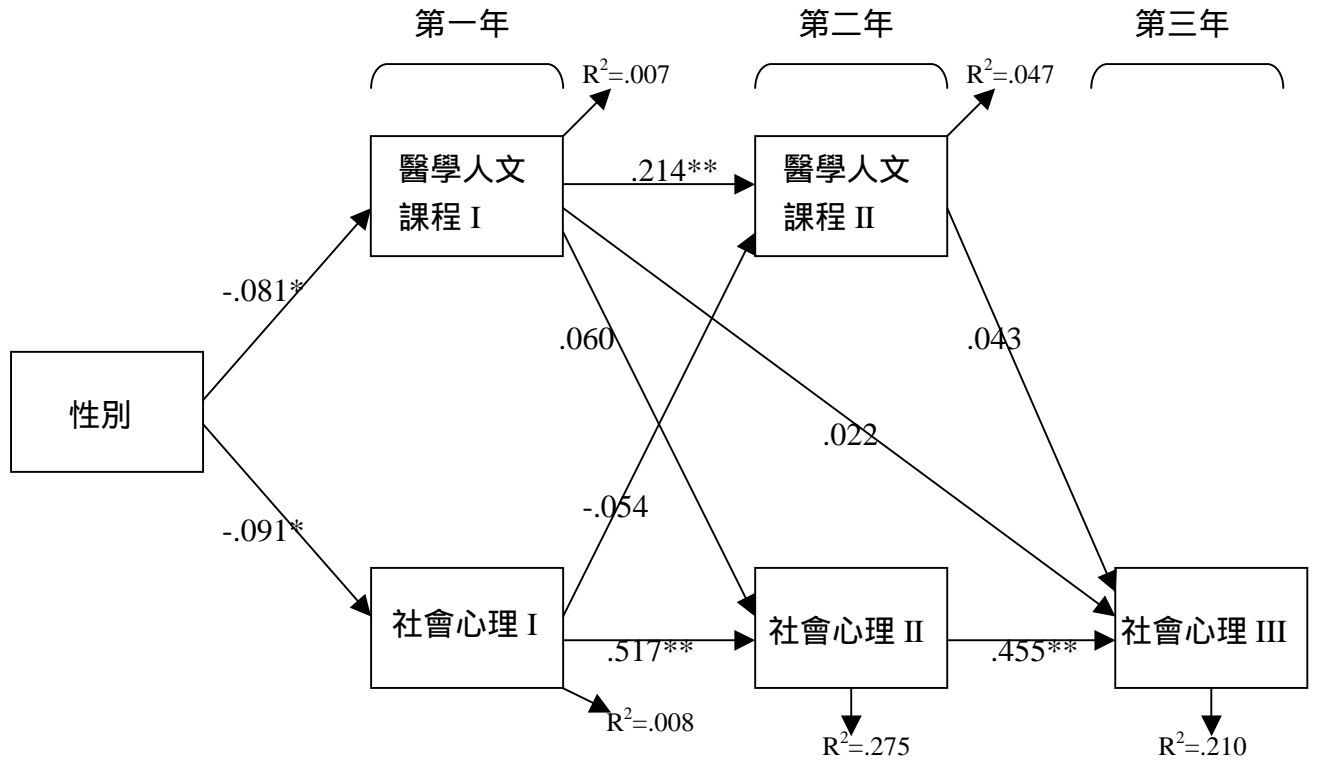 第一年
第二年
第三年
R²=.007
R²=.047
醫學人文
課程 I
.214**
醫學人文
課程 II
-.081*
.060
.043
性別
.022
-.054
-.091*
社會心理 I
.517**
社會心理 II
.455**
社會心理 III
R²=.008
R²=.275
R²=.210